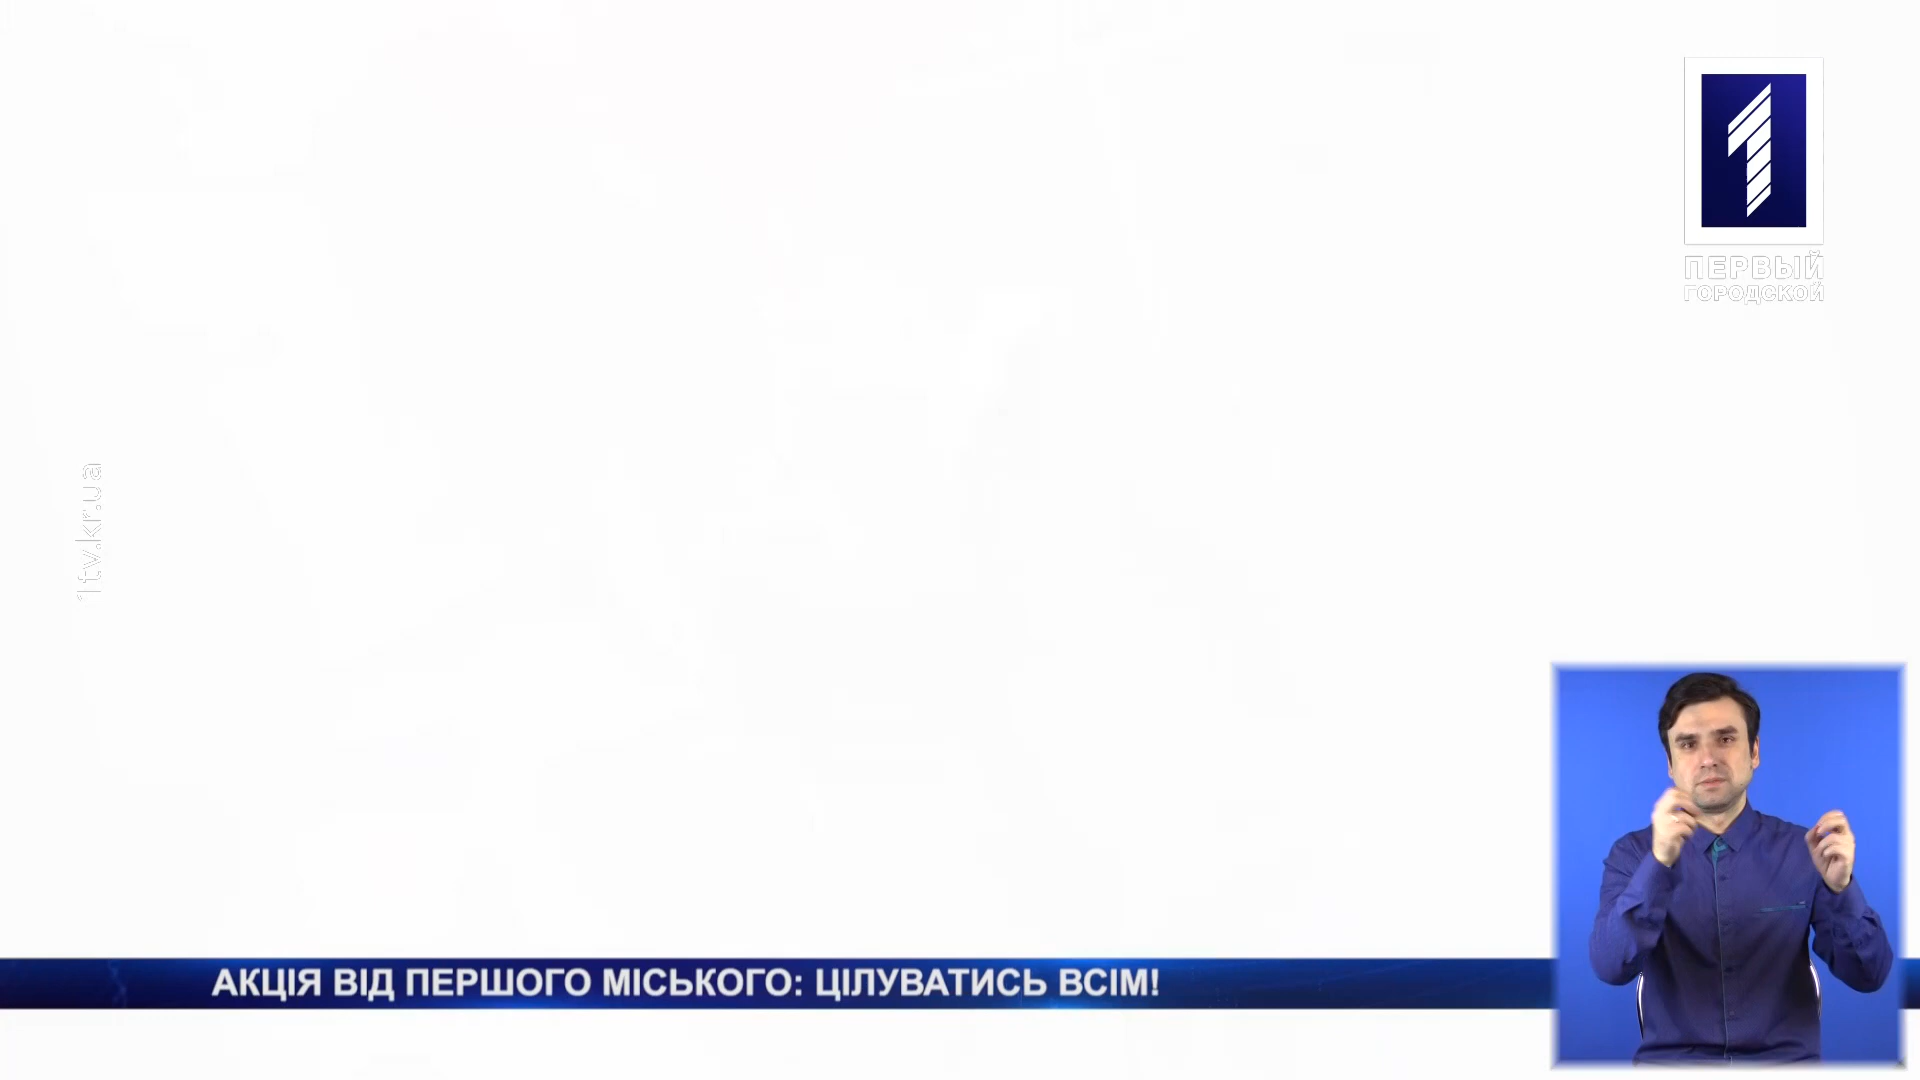 ПЕРВЫЙ
ГОРОДСКОЙ
1tv.kr.ua
АКЦІЯ ВІД ПЕРШОГО МІСЬКОГО: ЦІЛУВАТИСЬ ВСІМ!